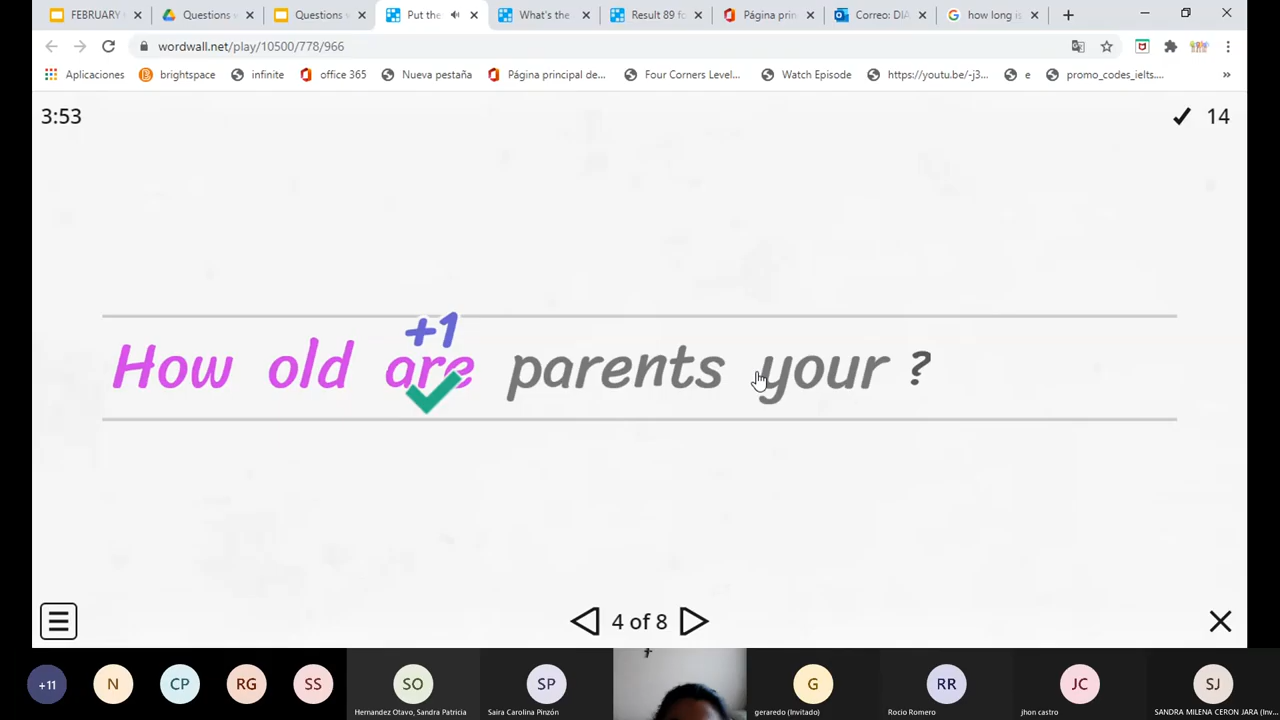 FEBRUARY
Questions
Questions
Put the
What's the
Result 89 fo
Página prin
Correo: DIA
how long is
wordwall.net/play/10500/778/966
Aplicaciones
brightspace
infinite
office 365
Nueva pestaña
Página principal de...
Four Corners Level...
Watch Episode
https://youtu.be/-j3...
e
promo_codes_ielts....
»
3:53
14
+1
How old are parents your ?
4 of 8
+11
N
CP
RG
SS
SO
SP
G
RR
JC
SJ
Hernandez Otavo, Sandra Patricia
Saira Carolina Pinzón
geraredo (Invitado)
Rocio Romero
jhon castro
SANDRA MILENA CERON JARA (Inv...